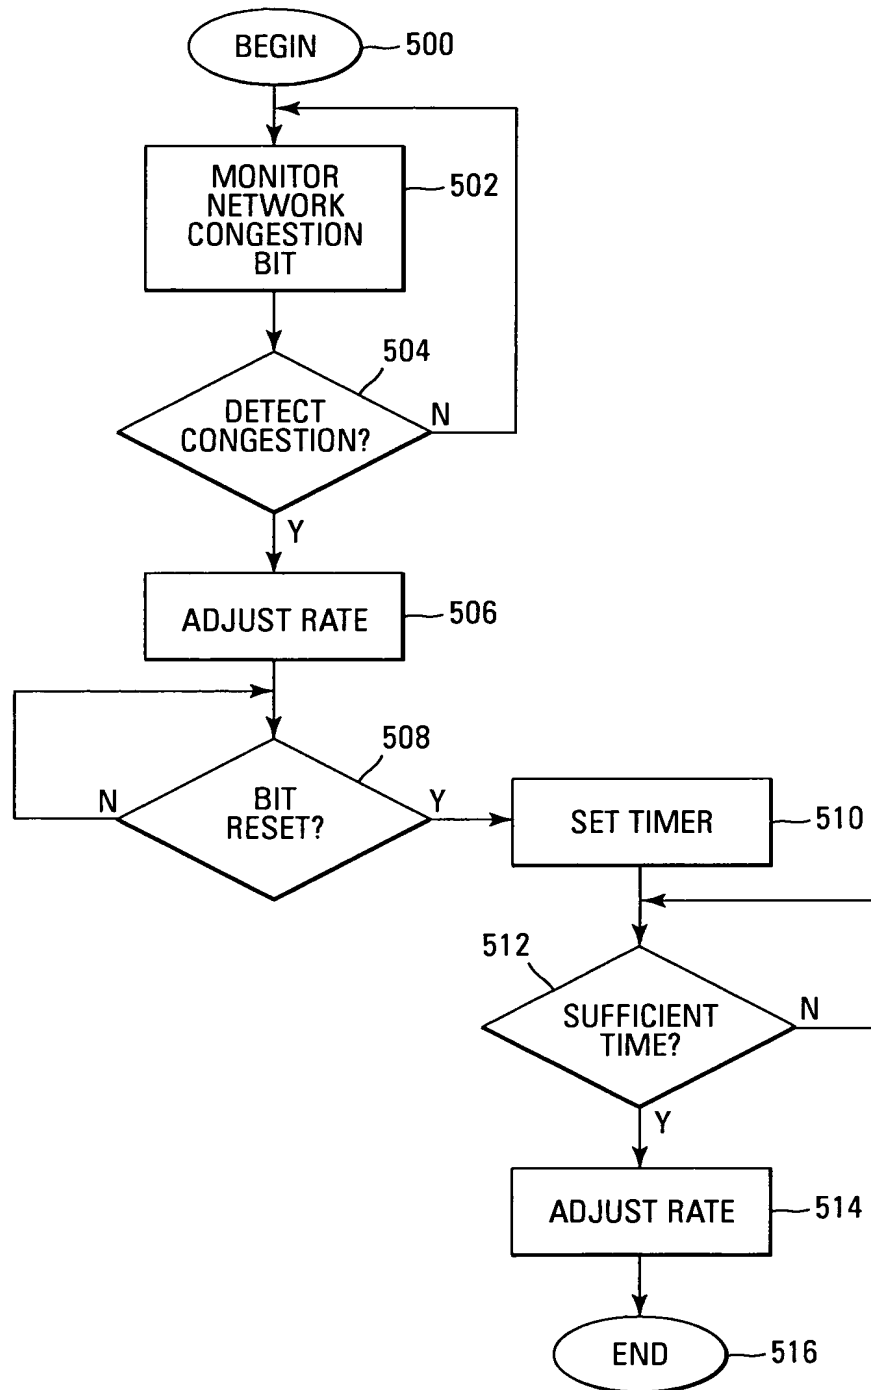 BEGIN
500
MONITOR
NETWORK
CONGESTION
BIT
502
504
DETECT
CONGESTION?
N
Y
ADJUST RATE
506
508
N
BIT
RESET?
Y
SET TIMER
510
512
SUFFICIENT
TIME?
N
Y
ADJUST RATE
514
END
516